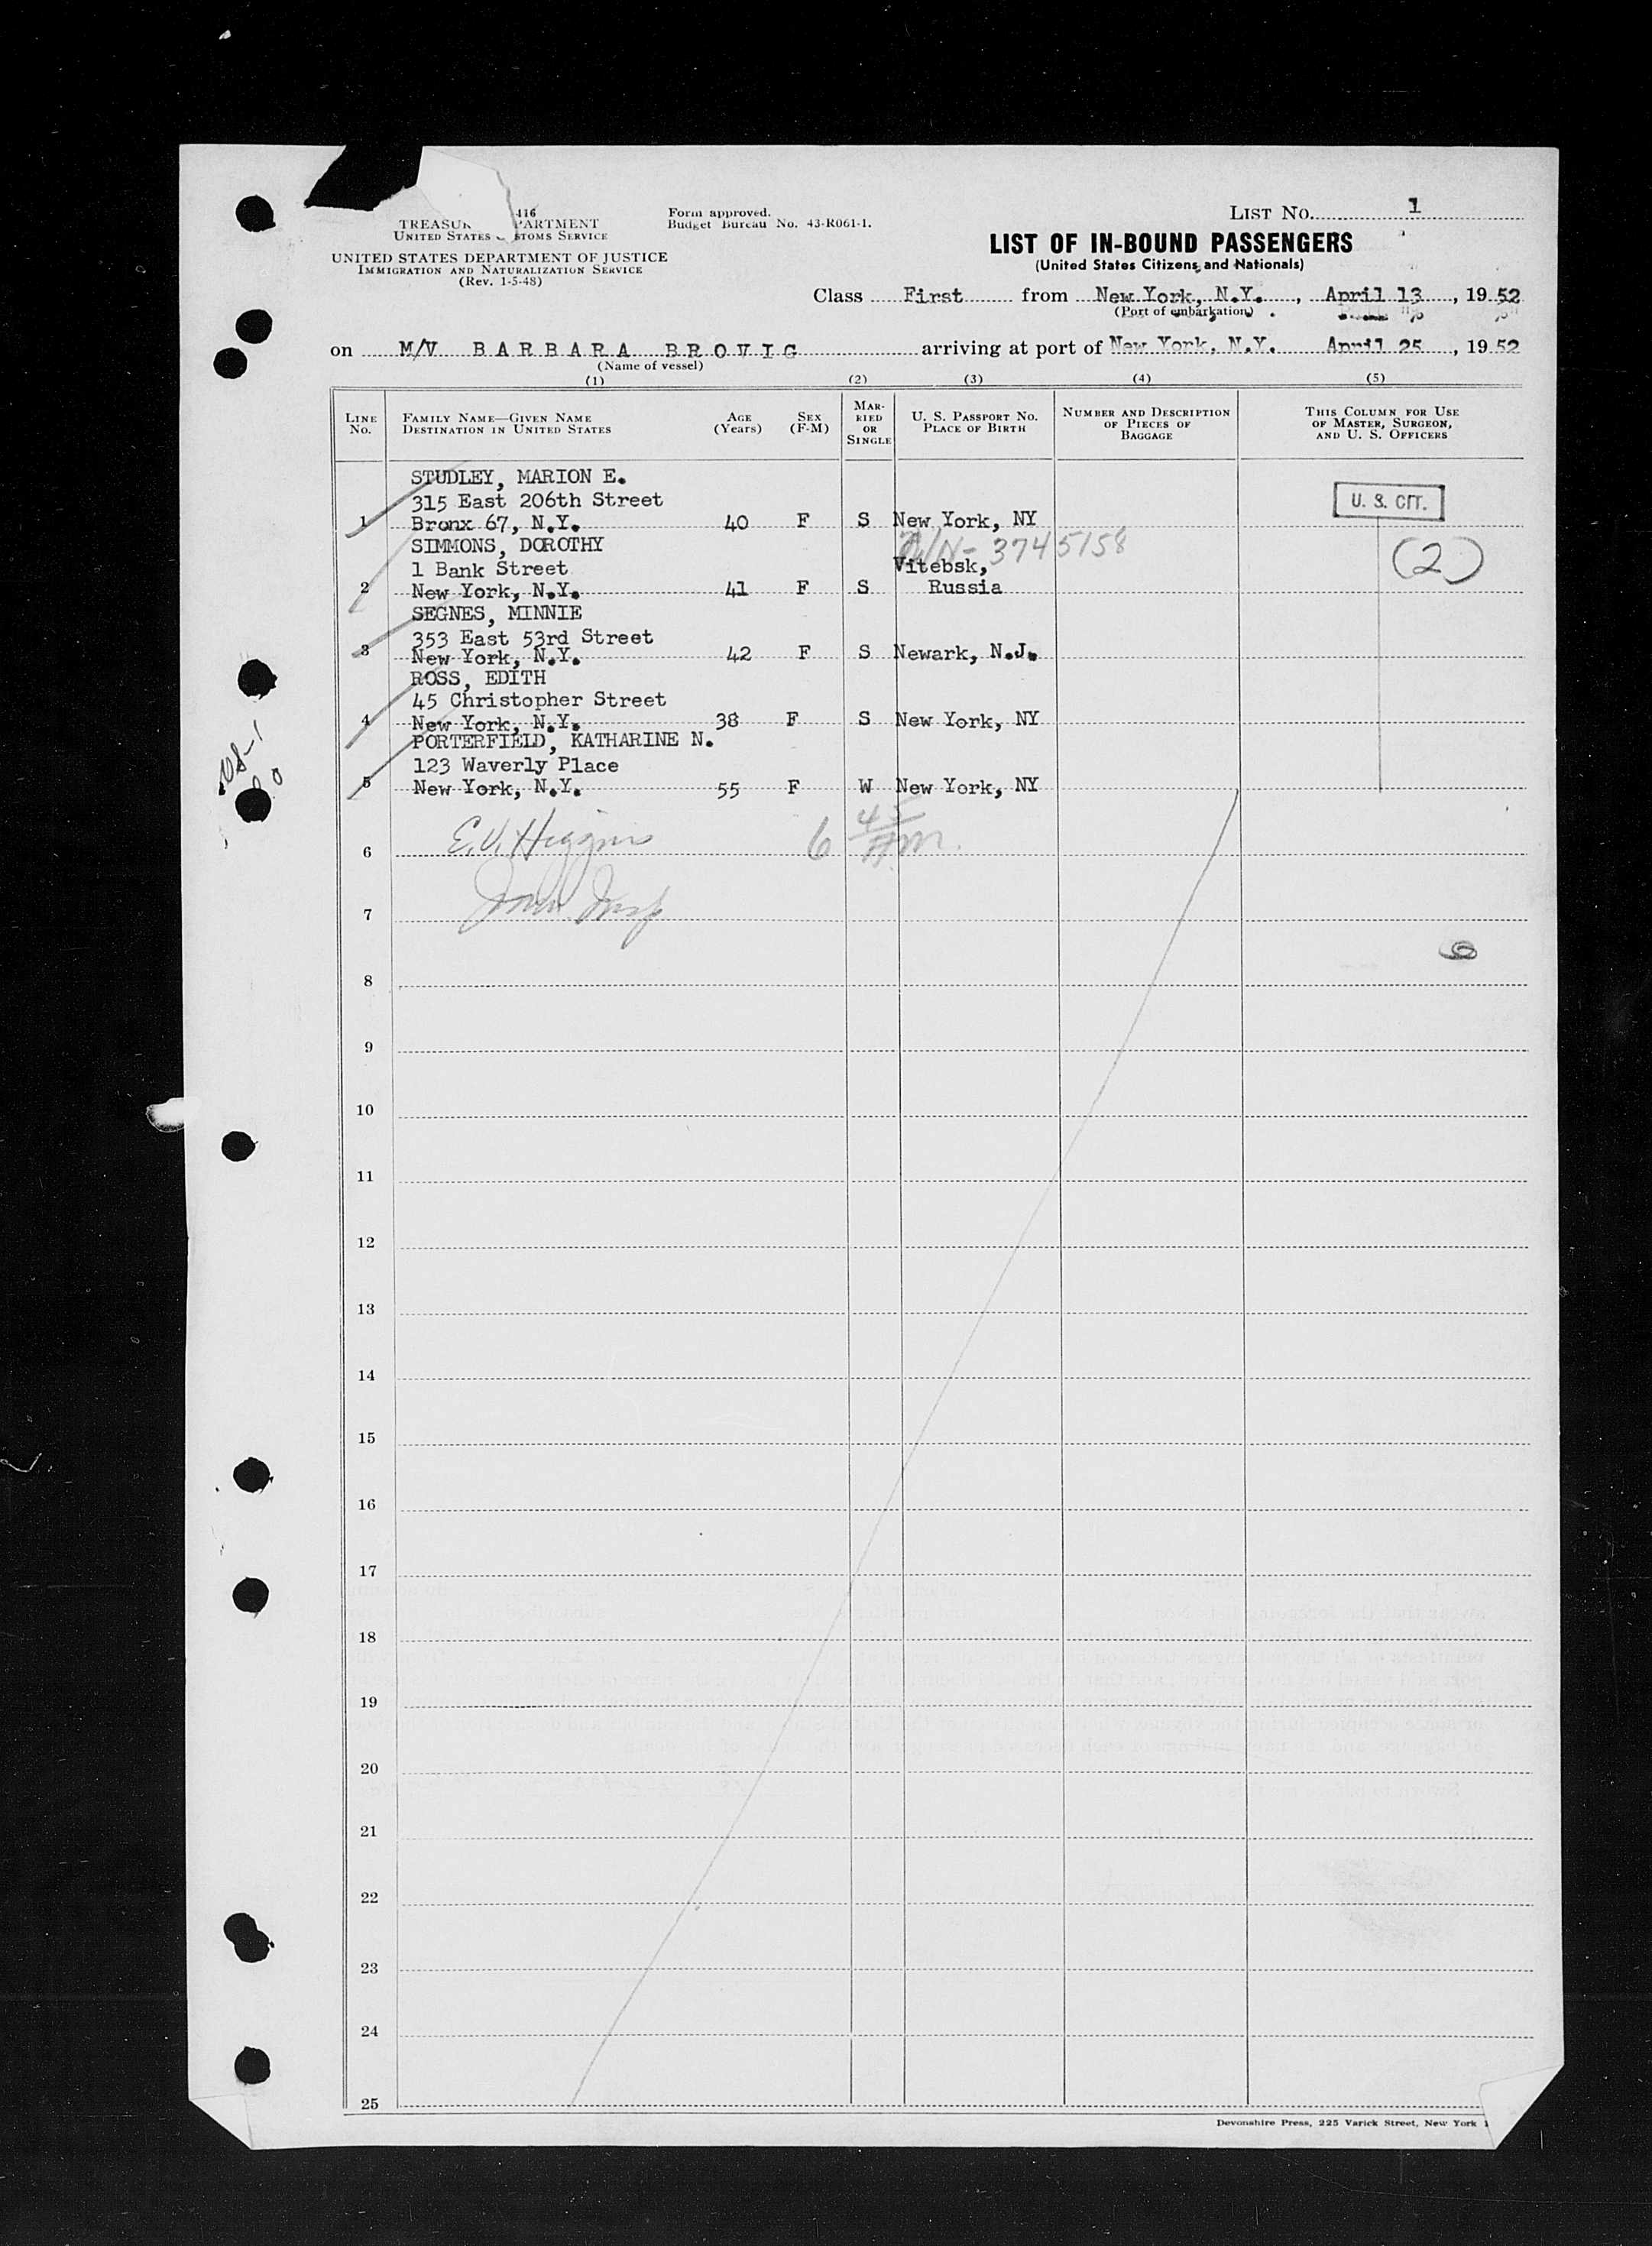 116
LIST NO. 1
TREASU ARTMENT
UNITED STATES STOMS SERVICE
Form approved.
Budget Bureau No. 43-R061-1.
UNITED STATES DEPARTMENT OF JUSTICE
IMMIGRATION AND NATURALIZATION SERVICE
(Rev. 1-5-48)
LIST OF IN-BOUND PASSENGERS
(United States Citizens and Nationals)
Class First from New York, N.Y., April 13, 1952
(Port of embarkation)
on M/V BARBARA BROVIG arriving at port of New York, N.Y. April 25, 1952
(Name of vessel)
(1) (2) (3) (4) (5)
LINE No.
FAMILY NAME—GIVEN NAME
DESTINATION IN UNITED STATES
AGE (Years)
SEX (F-M)
MARRIED OR SINGLE
U. S. PASSPORT NO.
PLACE OF BIRTH
NUMBER AND DESCRIPTION OF PIECES OF BAGGAGE
THIS COLUMN FOR USE OF MASTER, SURGEON, AND U. S. OFFICERS
STUDLEY, MARION E.
315 East 206th Street
U. S. CIT.
1 Bronx 67, N.Y. 40 F S New York, NY
SIMMONS, DOROTHY
3745158
1 Bank Street Vitebsk,
(2)
2 New York, N.Y. 41 F S Russia
SEGNES, MINNIE
353 East 53rd Street
3 New York, N.Y. 42 F S Newark, N.J.
ROSS, EDITH
45 Christopher Street
4 New York, N.Y. 38 F S New York, NY
PORTERFIELD, KATHARINE N.
123 Waverly Place
5 New York, N.Y. 55 F W New York, NY
6 E.V. Higgins 6 45 A.M.
7
8
9
10
11
12
13
14
15
16
17
18
19
20
21
22
23
24
25
Devonshire Press, 225 Varick Street, New York